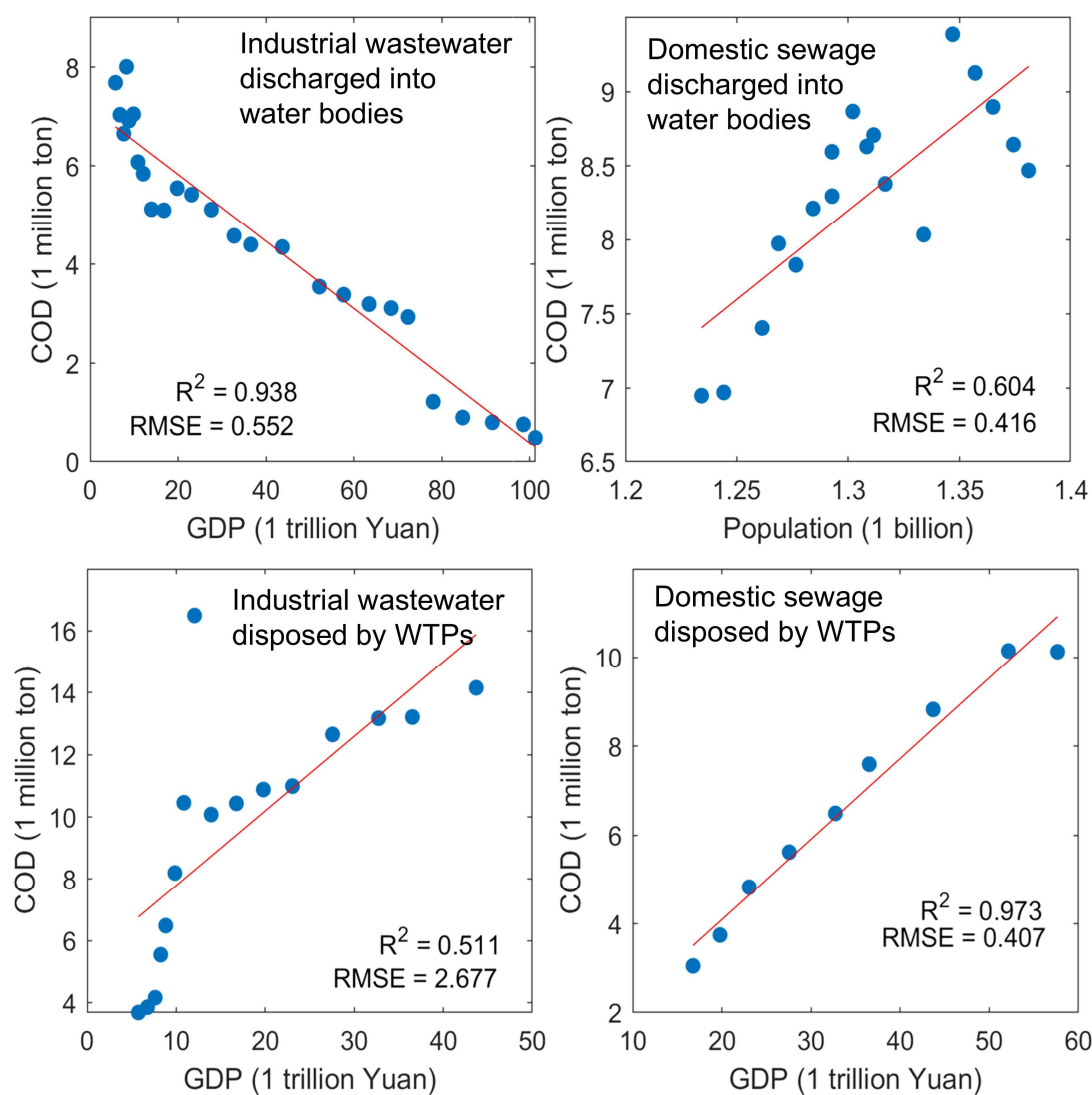 Industrial wastewater
discharged into
water bodies
COD (1 million ton)
8
6
4
2
0
R² = 0.938
RMSE = 0.552
0 20 40 60 80 100
GDP (1 trillion Yuan)
Domestic sewage
discharged into
water bodies
COD (1 million ton)
9
8.5
8
7.5
7
6.5
R² = 0.604
RMSE = 0.416
1.2 1.25 1.3 1.35 1.4
Population (1 billion)
Industrial wastewater
disposed by WTPs
COD (1 million ton)
16
14
12
10
8
6
4
R² = 0.511
RMSE = 2.677
0 10 20 30 40 50
GDP (1 trillion Yuan)
Domestic sewage
disposed by WTPs
COD (1 million ton)
10
8
6
4
2
R² = 0.973
RMSE = 0.407
10 20 30 40 50 60
GDP (1 trillion Yuan)